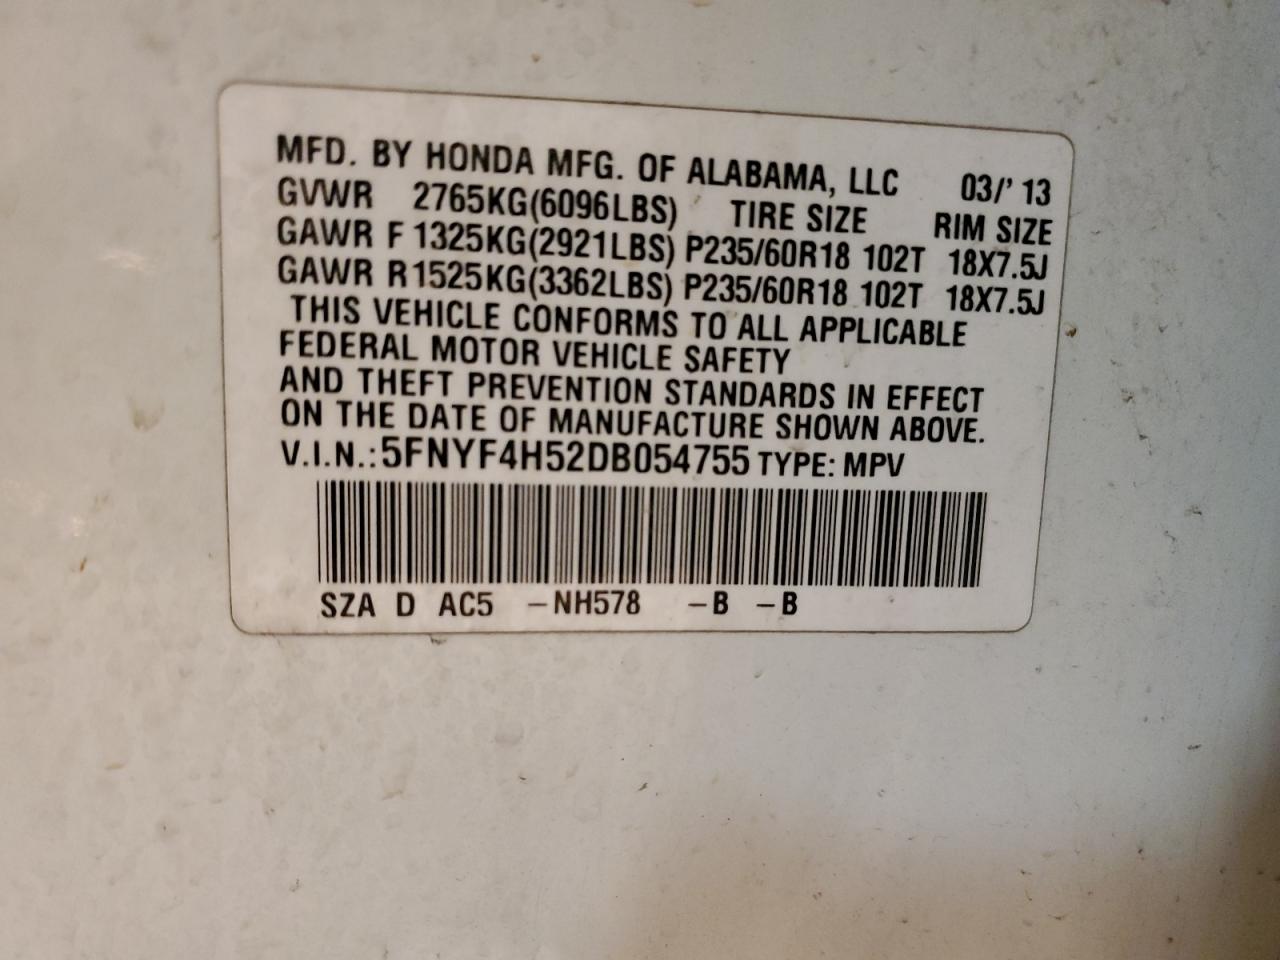 MFD. BY HONDA MFG. OF ALABAMA, LLC 03/' 13
GVWR 2765KG(6096LBS) TIRE SIZE RIM SIZE
GAWR F 1325KG(2921LBS) P235/60R18 102T 18X7.5J
GAWR R1525KG(3362LBS) P235/60R18 102T 18X7.5J
THIS VEHICLE CONFORMS TO ALL APPLICABLE
FEDERAL MOTOR VEHICLE SAFETY
AND THEFT PREVENTION STANDARDS IN EFFECT
ON THE DATE OF MANUFACTURE SHOWN ABOVE.
V.I.N.:5FNYF4H52DB054755 TYPE: MPV
SZA D AC5 -NH578 -B -B